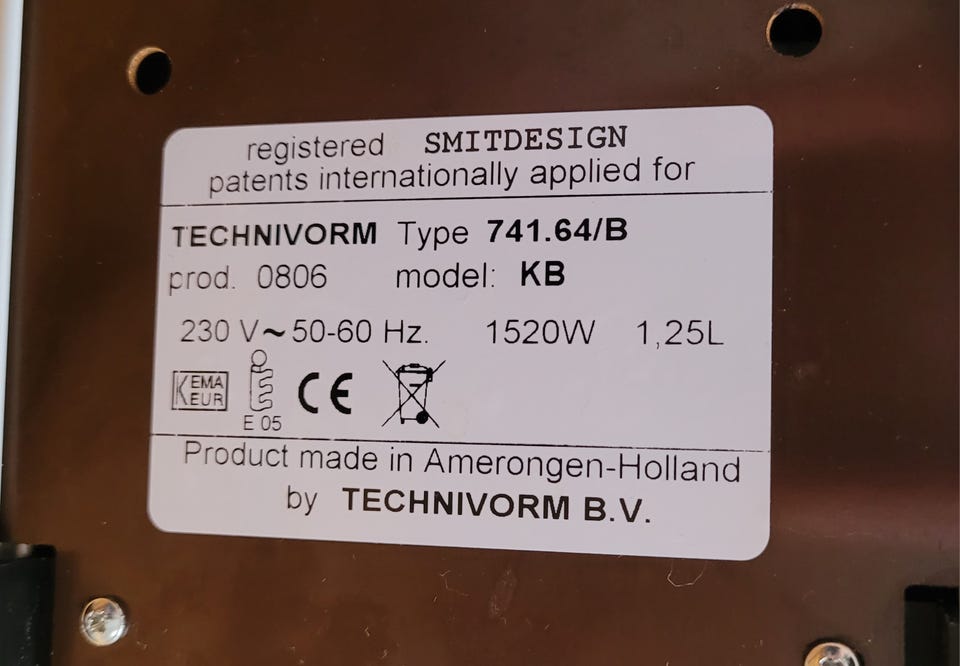 registered SMITDESIGN
patents internationally applied for
TECHNIVORM Type 741.64/B
prod. 0806 model: KB
230 V~50-60 Hz. 1520W 1,25L
KEMA
KEUR
E 05
CE
Product made in Amerongen-Holland
by TECHNIVORM B.V.